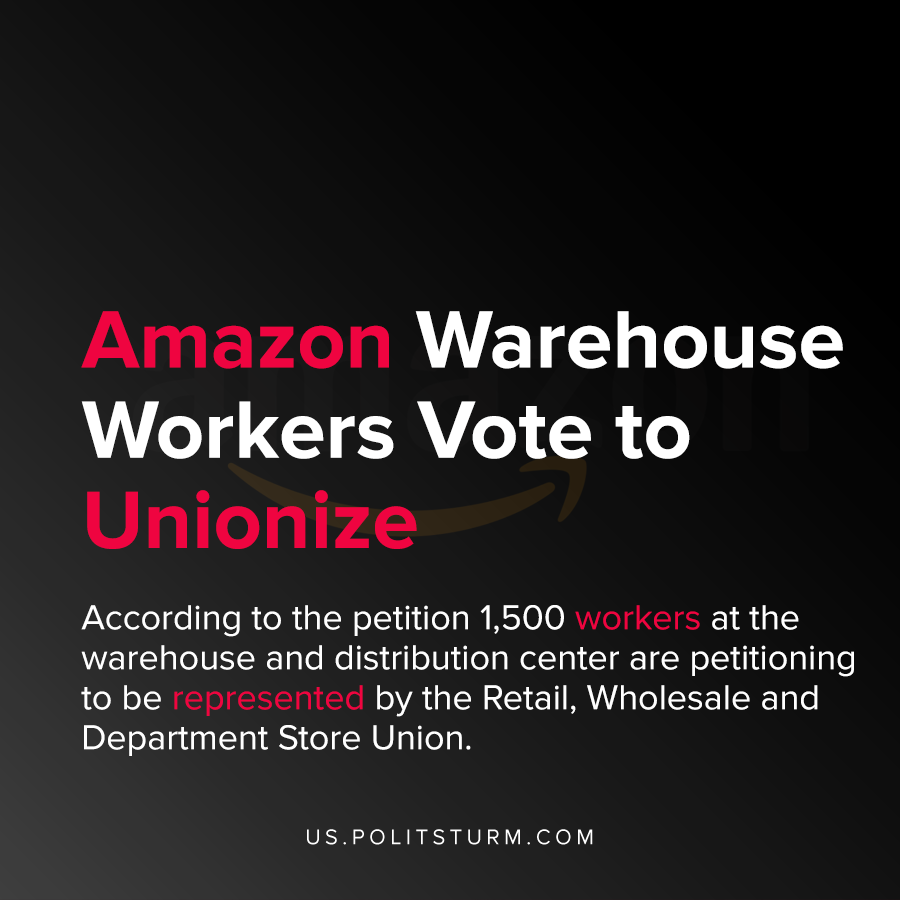 Amazon Warehouse
Workers Vote to
Unionize
According to the petition 1,500 workers at the
warehouse and distribution center are petitioning
to be represented by the Retail, Wholesale and
Department Store Union.
US.POLITSTURM.COM